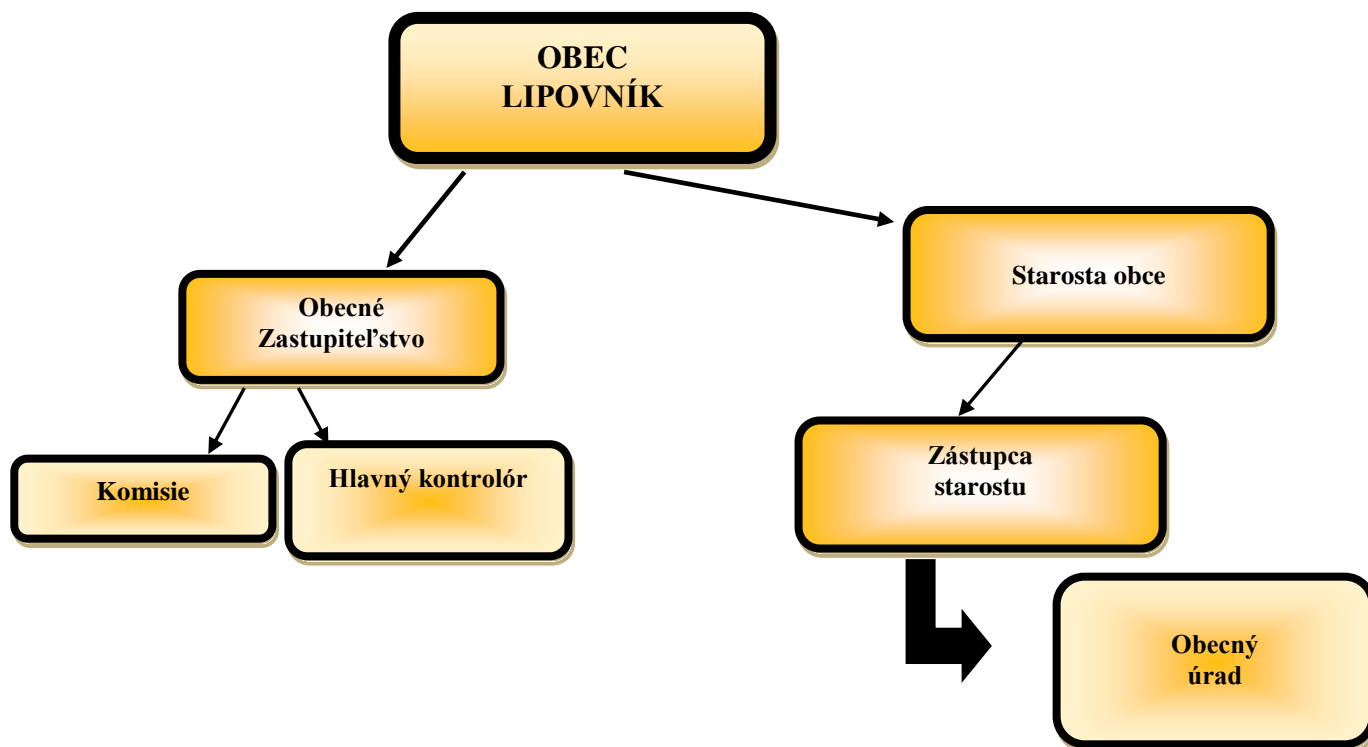 OBEC
LIPOVNÍK
Starosta obce
Obecné
Zastupiteľstvo
Zástupca
starostu
Komisie
Hlavný kontrolór
Obecný
úrad